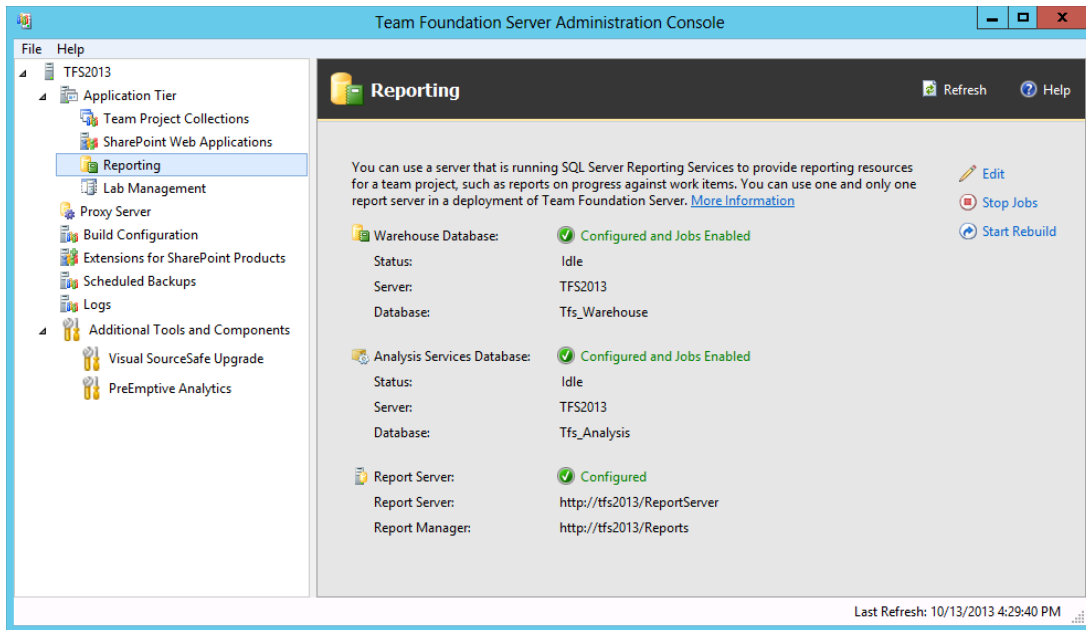 Team Foundation Server Administration Console
File Help
TFS2013
Application Tier
Team Project Collections
SharePoint Web Applications
Reporting
Lab Management
Proxy Server
Build Configuration
Extensions for SharePoint Products
Scheduled Backups
Logs
Additional Tools and Components
Visual SourceSafe Upgrade
PreEmptive Analytics
Reporting
Refresh Help
You can use a server that is running SQL Server Reporting Services to provide reporting resources
for a team project, such as reports on progress against work items. You can use one and only one
report server in a deployment of Team Foundation Server. More Information
Edit
Stop Jobs
Start Rebuild
Warehouse Database: Configured and Jobs Enabled
Status: Idle
Server: TFS2013
Database: Tfs_Warehouse
Analysis Services Database: Configured and Jobs Enabled
Status: Idle
Server: TFS2013
Database: Tfs_Analysis
Report Server: Configured
Report Server: http://tfs2013/ReportServer
Report Manager: http://tfs2013/Reports
Last Refresh: 10/13/2013 4:29:40 PM